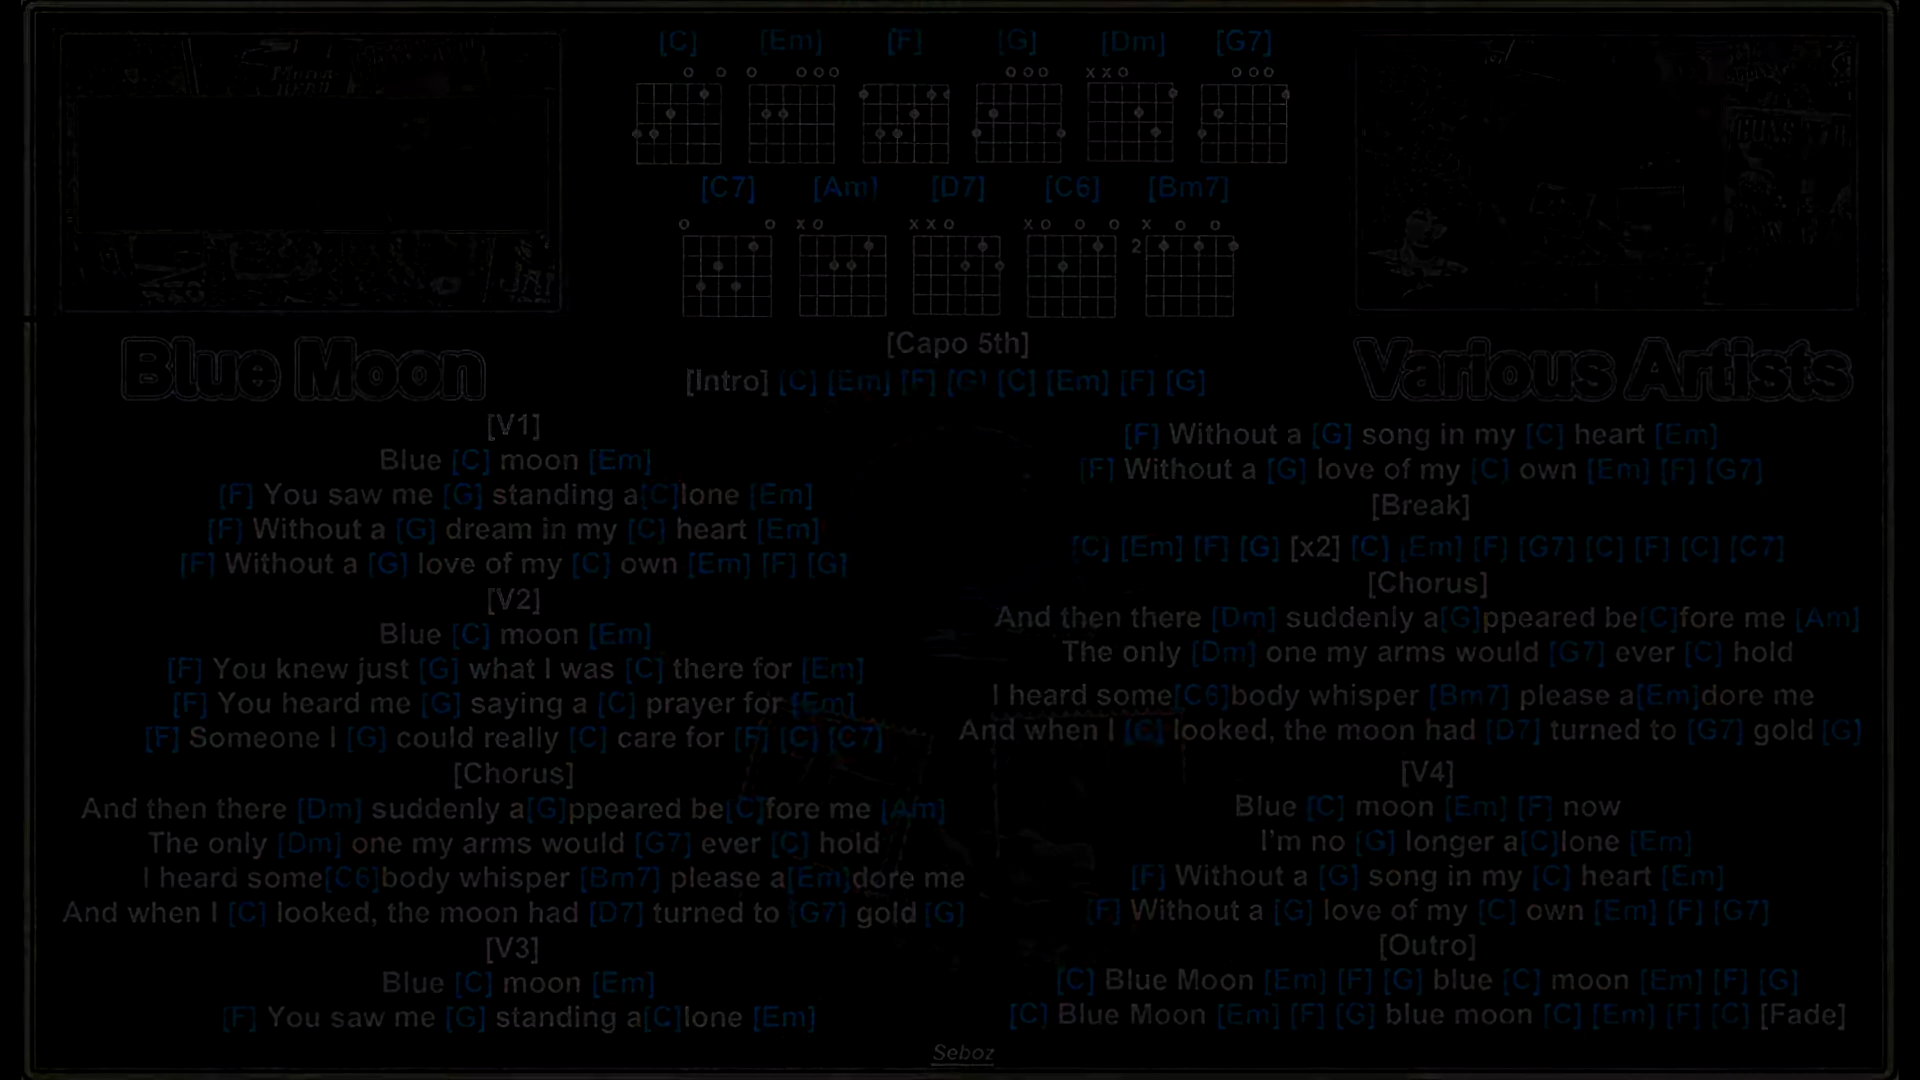 [C] [Em] [F] [G] [Dm] [G7]
[C7] [Am] [D7] [C6] [Bm7]
2
[Capo 5th]
Blue Moon
Various Artists
[Intro] [C] [Em] [F] [G] [C] [Em] [F] [G]
[V1]
Blue [C] moon [Em]
[F] You saw me [G] standing a[C]lone [Em]
[F] Without a [G] dream in my [C] heart [Em]
[F] Without a [G] love of my [C] own [Em] [F] [G]
[V2]
Blue [C] moon [Em]
[F] You knew just [G] what I was [C] there for [Em]
[F] You heard me [G] saying a [C] prayer for [Em]
[F] Someone I [G] could really [C] care for [F] [C] [C7]
[Chorus]
And then there [Dm] suddenly a[G]ppeared be[C]fore me [Am]
The only [Dm] one my arms would [G7] ever [C] hold
I heard some[C6]body whisper [Bm7] please a[Em]dore me
And when I [C] looked, the moon had [D7] turned to [G7] gold [G]
[V3]
Blue [C] moon [Em]
[F] You saw me [G] standing a[C]lone [Em]
[F] Without a [G] song in my [C] heart [Em]
[F] Without a [G] love of my [C] own [Em] [F] [G7]
[Break]
[C] [Em] [F] [G] [x2] [C] [Em] [F] [G7] [C] [F] [C] [C7]
[Chorus]
And then there [Dm] suddenly a[G]ppeared be[C]fore me [Am]
The only [Dm] one my arms would [G7] ever [C] hold
I heard some[C6]body whisper [Bm7] please a[Em]dore me
And when I [C] looked, the moon had [D7] turned to [G7] gold [G]
[V4]
Blue [C] moon [Em] [F] now
I'm no [G] longer a[C]lone [Em]
[F] Without a [G] song in my [C] heart [Em]
[F] Without a [G] love of my [C] own [Em] [F] [G7]
[Outro]
[C] Blue Moon [Em] [F] [G] blue [C] moon [Em] [F] [G]
[C] Blue Moon [Em] [F] [G] blue moon [C] [Em] [F] [C] [Fade]
Seboz